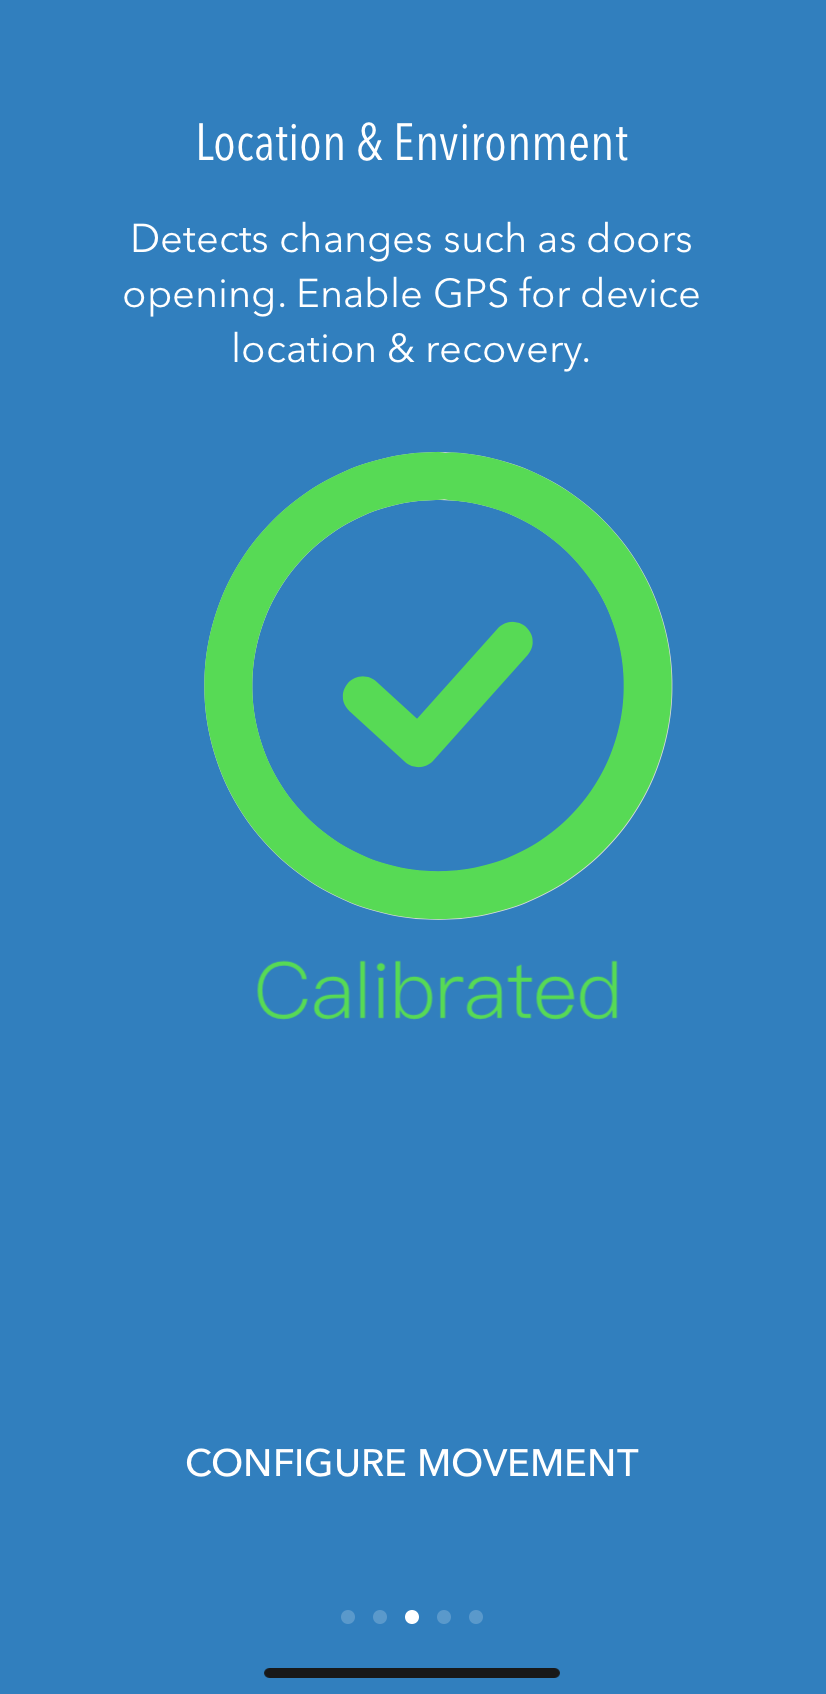 Location & Environment
Detects changes such as doors
opening. Enable GPS for device
location & recovery.
Calibrated
CONFIGURE MOVEMENT